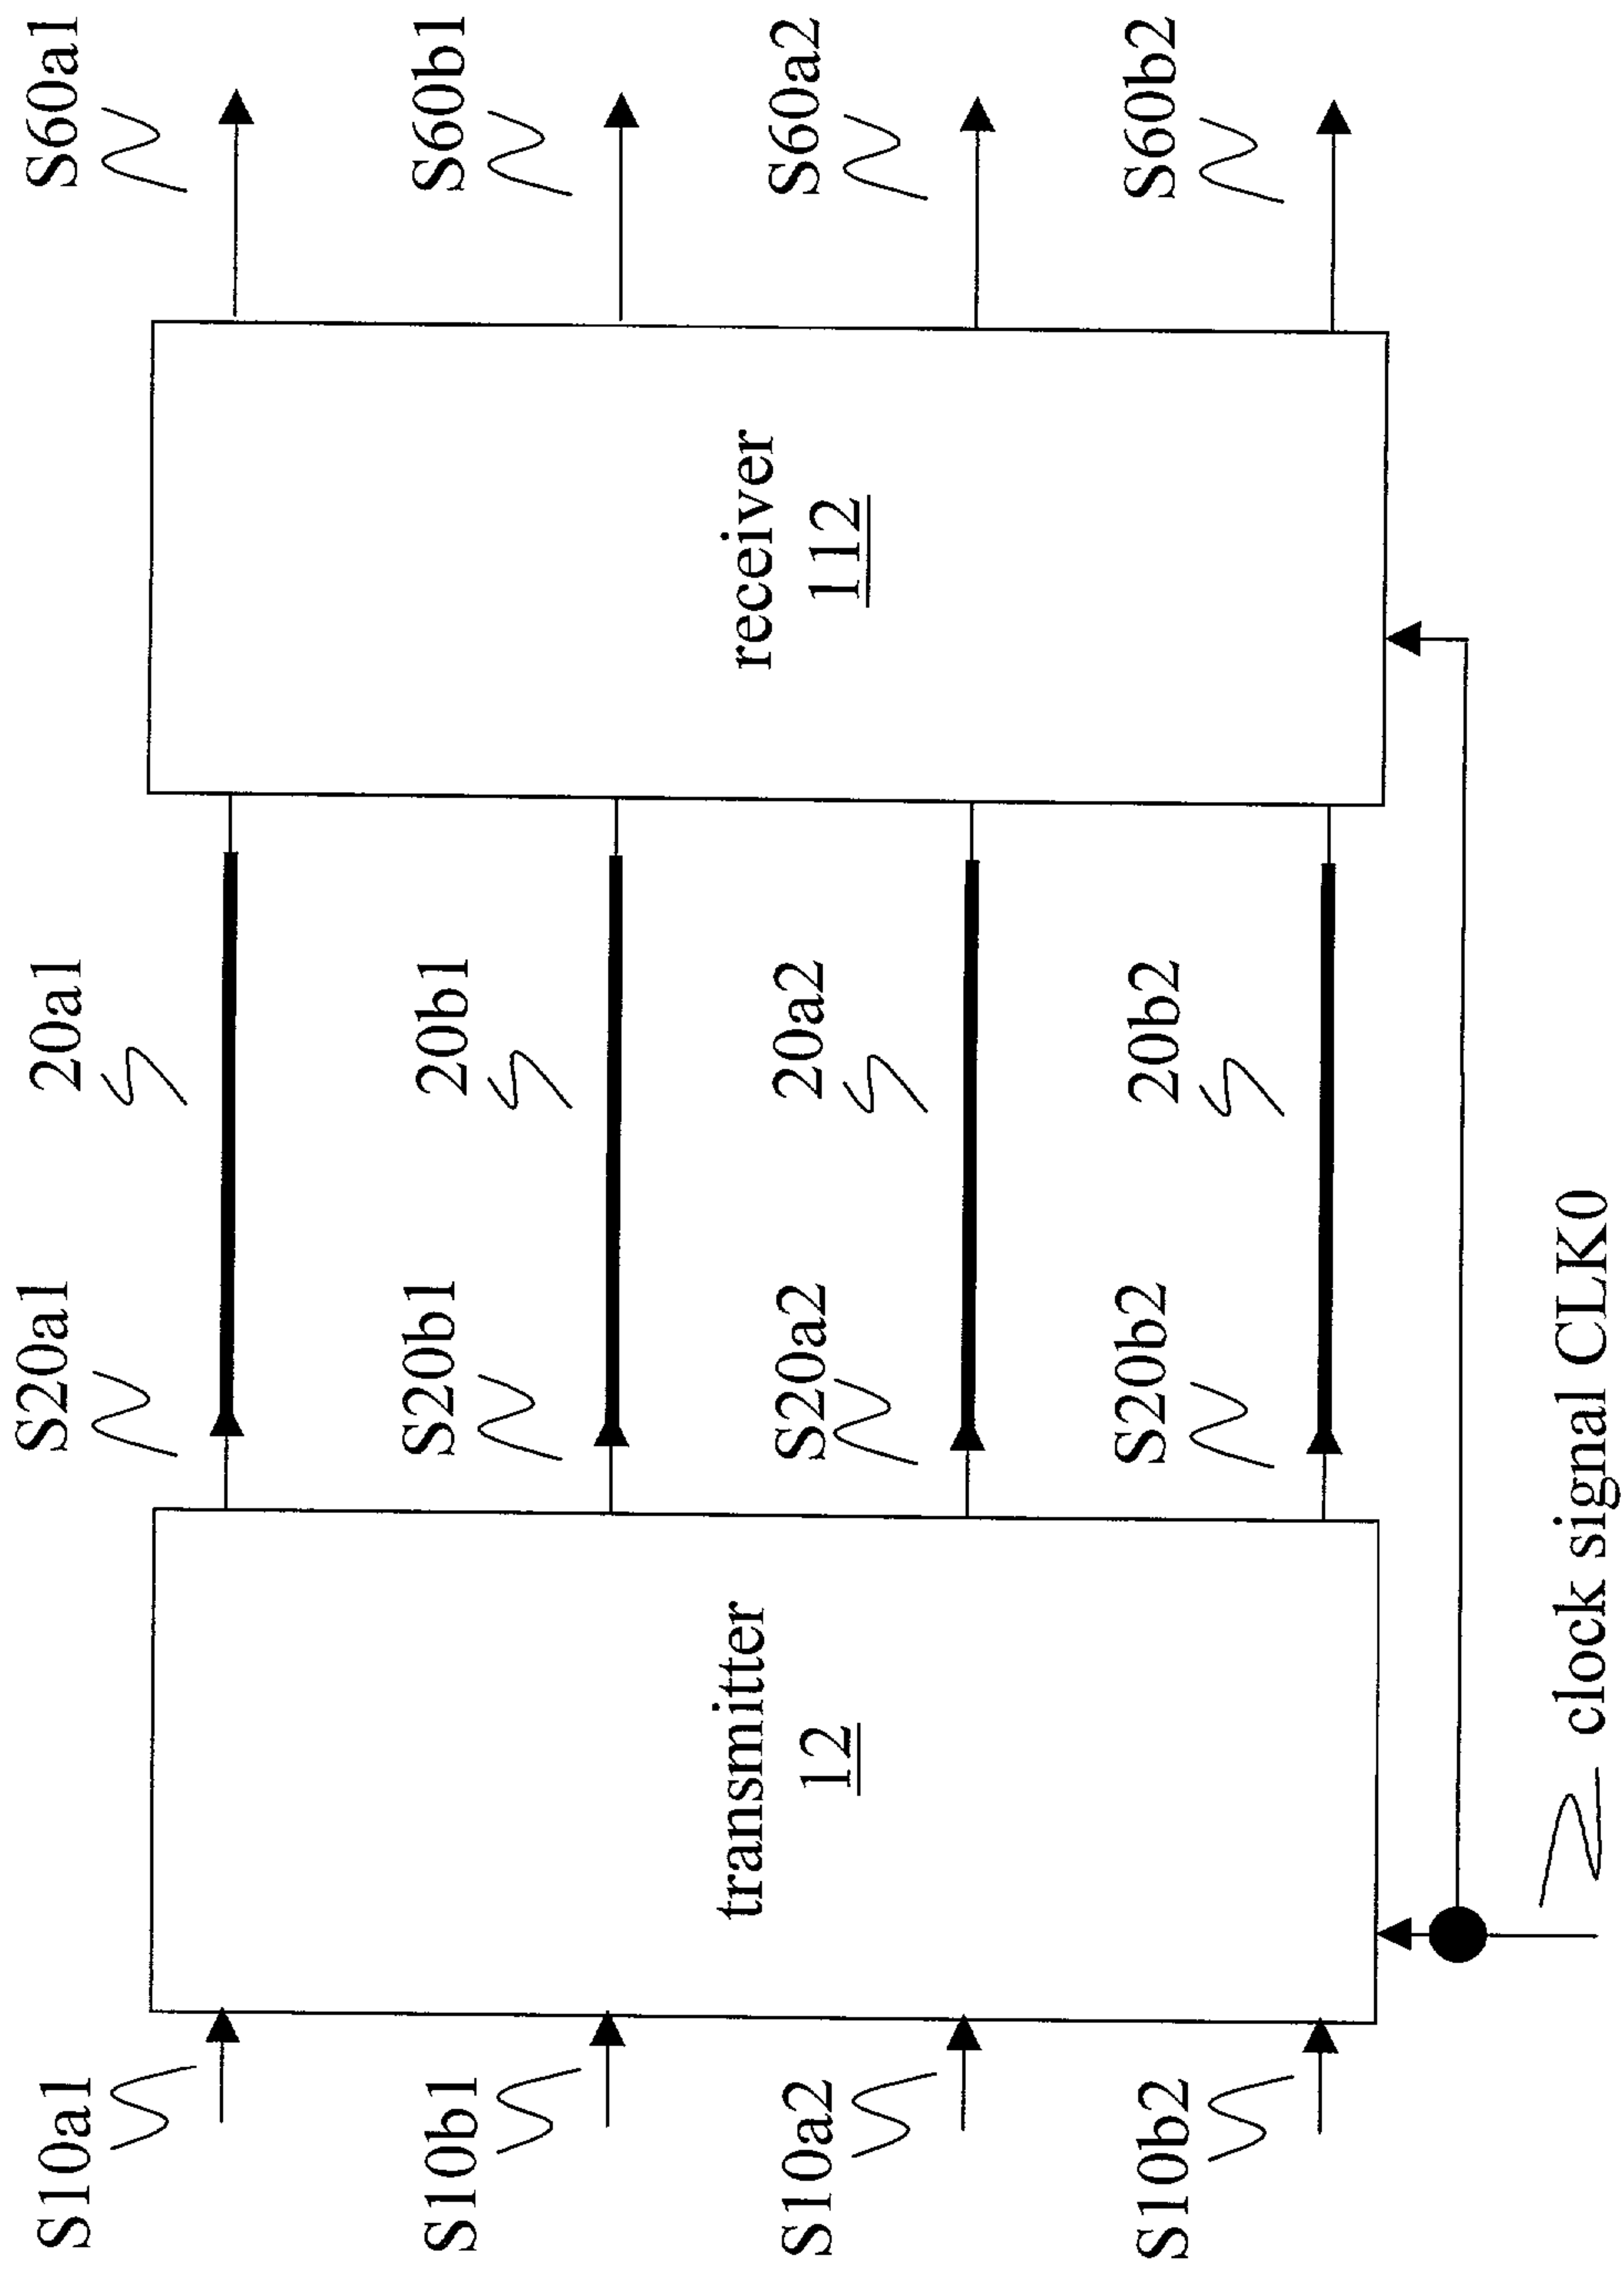 S10a1
S20a1
20a1
S60a1
S10b1
S20b1
20b1
S60b1
transmitter
12
receiver
112
S10a2
S20a2
20a2
S60a2
S10b2
S20b2
20b2
S60b2
clock signal CLK0